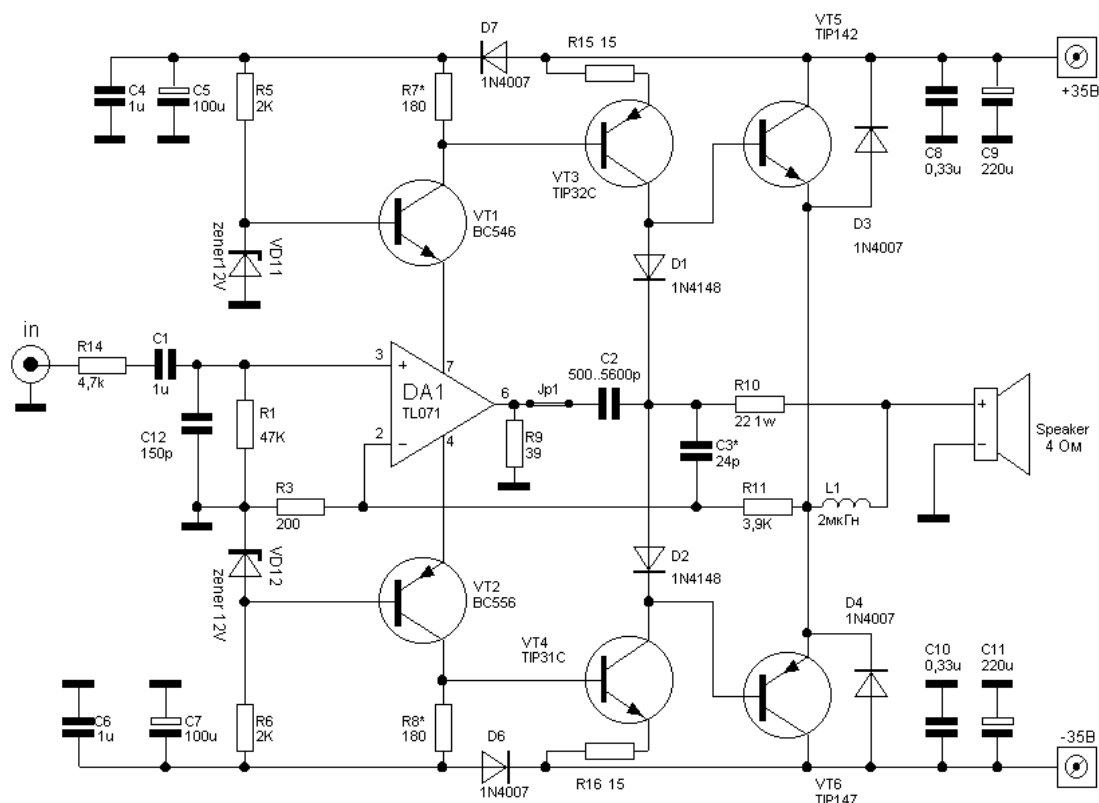 VT5
TIP142
D7
1N4007
R15 15
+35В
C4
1u
C5
100u
R5
2K
R7*
180
VT3
TIP32C
C8
0,33u
C9
220u
D3
1N4007
VT1
BC546
zener12V
VD11
D1
1N4148
in
R14
4,7k
C1
1u
3
+
7
DA1
TL071
6
Jp1
C2
500..5600p
R10
22 1w
+
−
Speaker
4 Ом
C12
150p
R1
47K
2
−
4
R9
39
C3*
24p
R3
200
R11
3,9K
L1
2мкГн
VD12
zener 12V
VT2
BC556
D2
1N4148
D4
1N4007
VT4
TIP31C
C10
0,33u
C11
220u
C6
1u
C7
100u
R6
2K
R8*
180
D6
1N4007
R16 15
-35В
VT6
TIP147